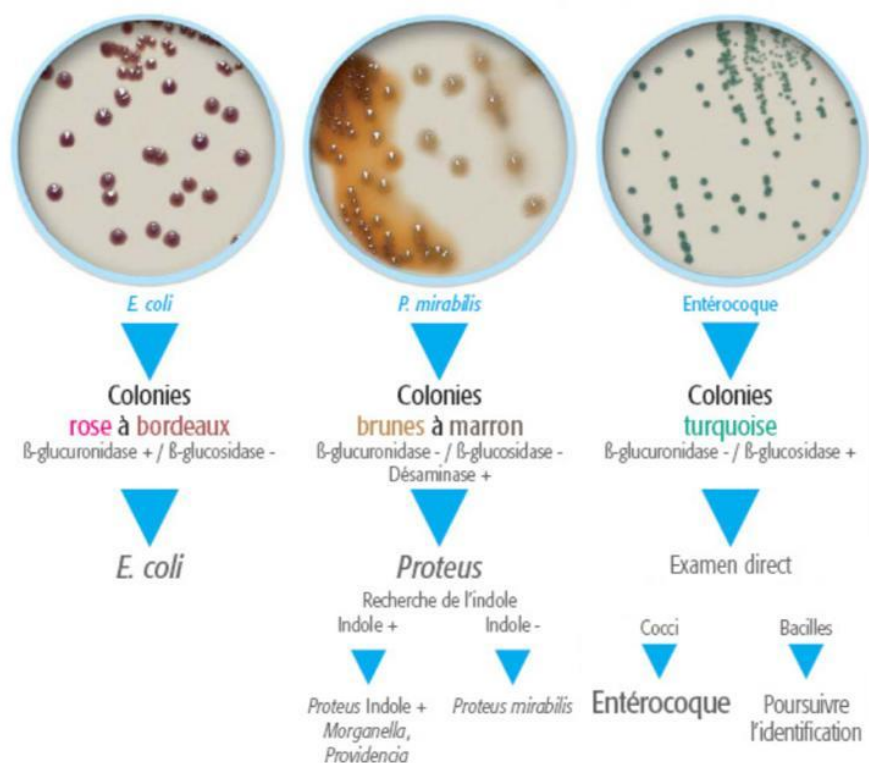 E. coli
Colonies
rose à bordeaux
ß-glucuronidase + / ß-glucosidase -
E. coli
P. mirabilis
Colonies
brunes à marron
ß-glucuronidase - / ß-glucosidase -
Désaminase +
Proteus
Recherche de l'indole
Indole +
Proteus Indole +
Morganella,
Providencia
Indole -
Proteus mirabilis
Entérocoque
Colonies
turquoise
ß-glucuronidase - / ß-glucosidase +
Examen direct
Cocci
Entérocoque
Bacilles
Poursuivre
l'identification